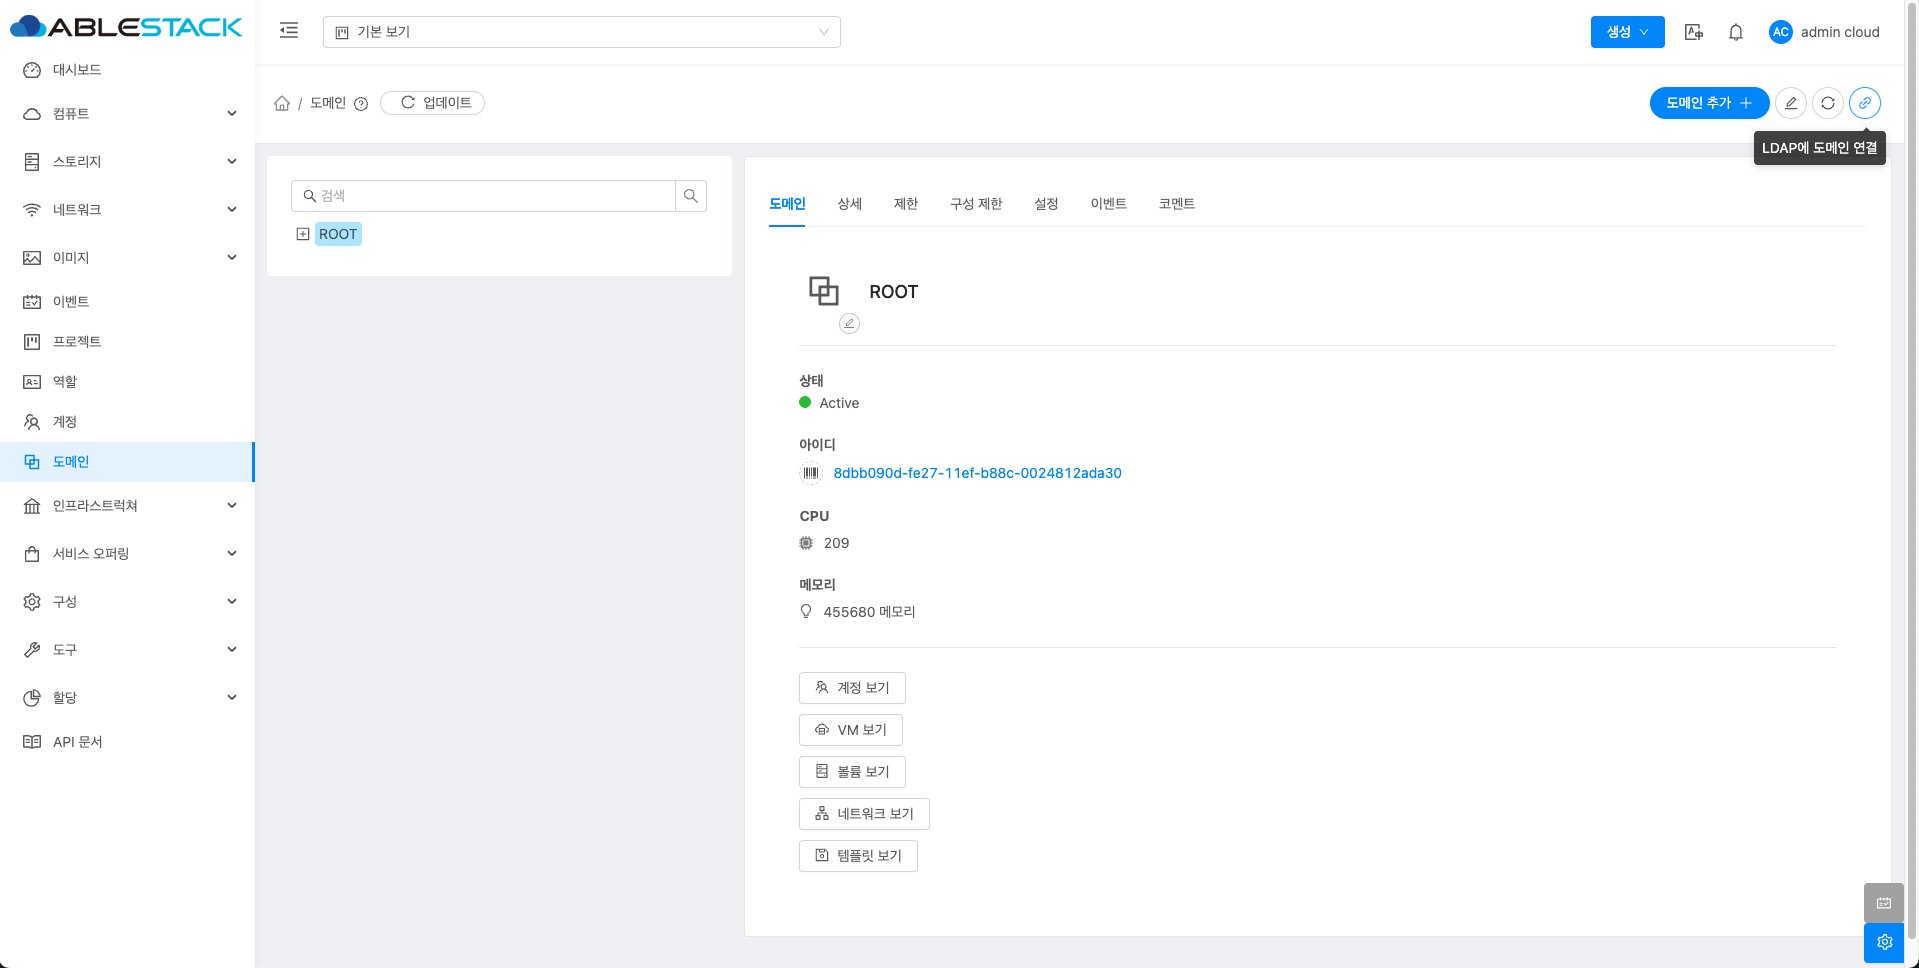 ABLESTACK
기본 보기
생성
AC
admin cloud
대시보드
컴퓨트
스토리지
네트워크
이미지
이벤트
프로젝트
역할
계정
도메인
인프라스트럭쳐
서비스 오퍼링
구성
도구
할당
API 문서
/ 도메인
업데이트
도메인 추가
LDAP에 도메인 연결
검색
ROOT
도메인
상세
제한
구성 제한
설정
이벤트
코멘트
ROOT
상태
Active
아이디
8dbb090d-fe27-11ef-b88c-0024812ada30
CPU
209
메모리
455680 메모리
계정 보기
VM 보기
볼륨 보기
네트워크 보기
템플릿 보기